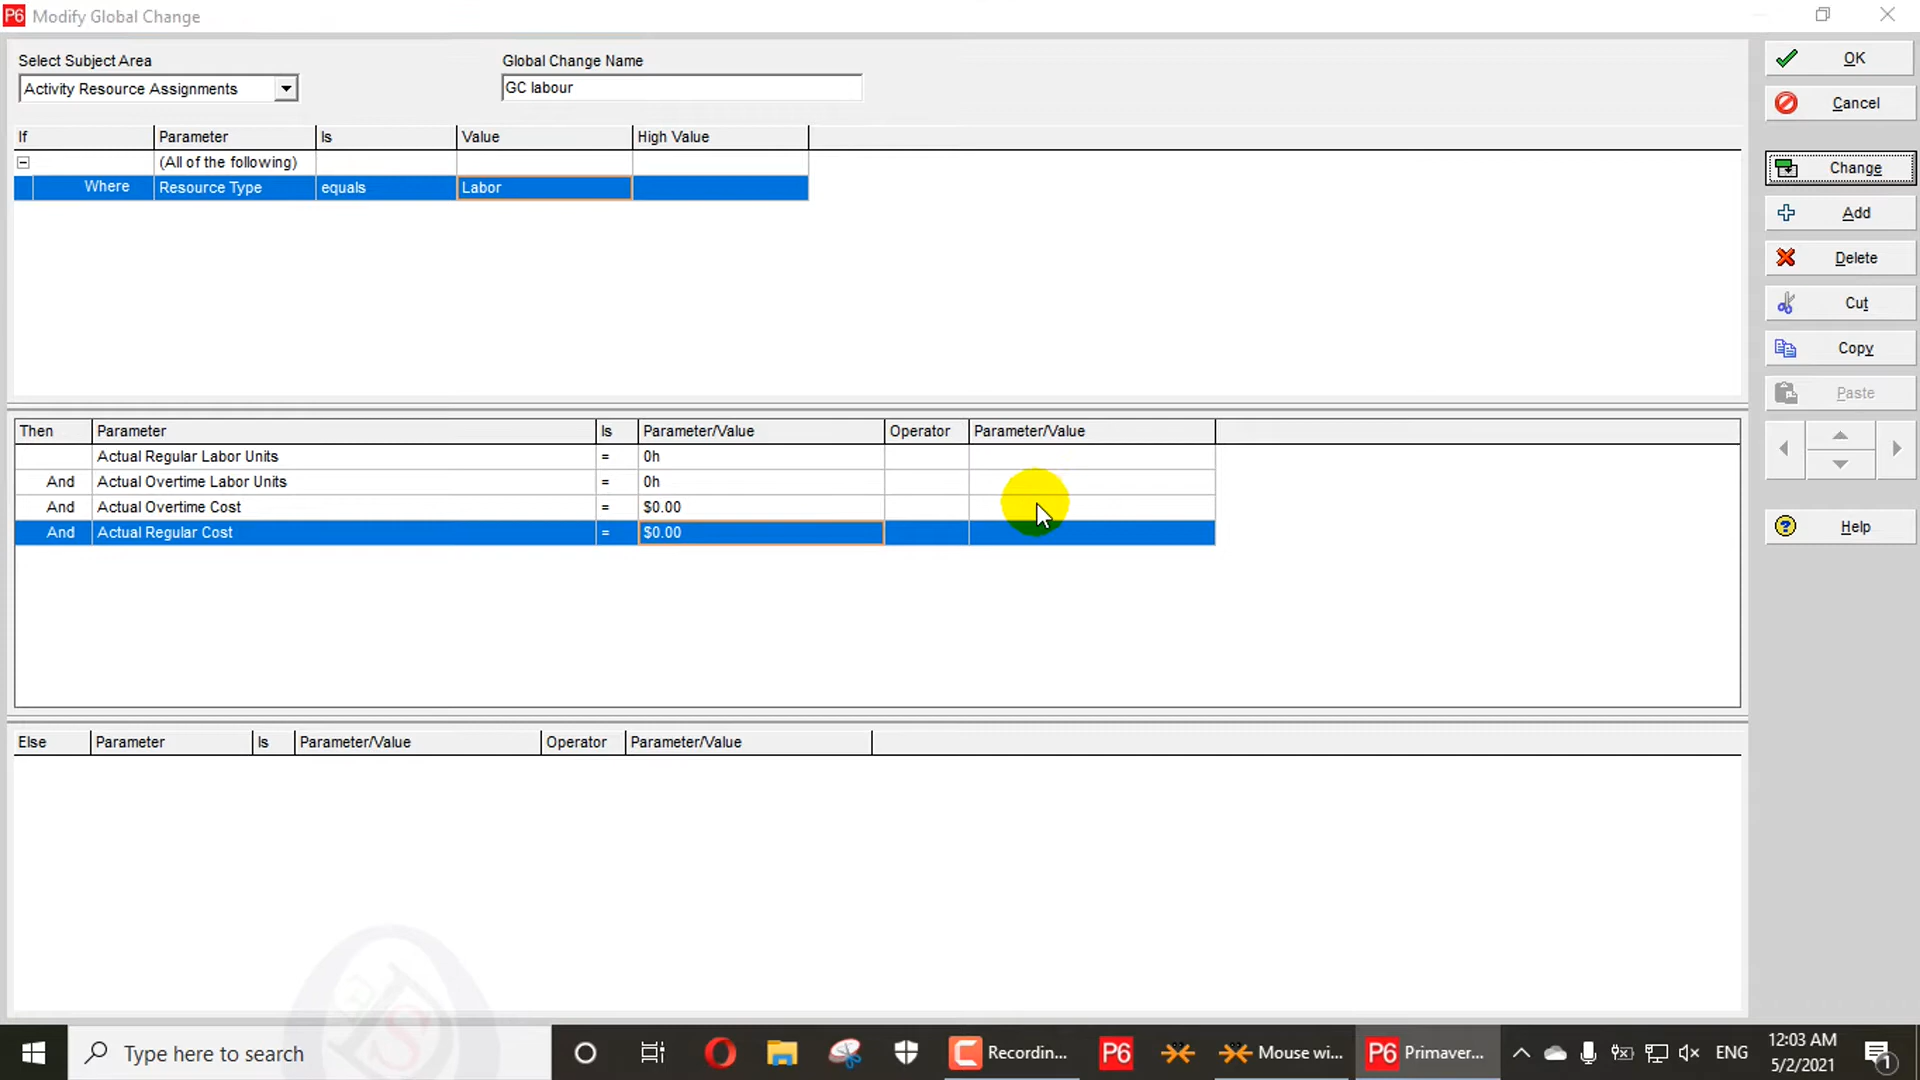 P6 Modify Global Change
Select Subject Area
Global Change Name
Activity Resource Assignments
GC labour
If Parameter Is Value High Value
(All of the following)
Where Resource Type equals Labor
OK
Cancel
Change
Add
Delete
Cut
Copy
Paste
Help
Then Parameter Is Parameter/Value Operator Parameter/Value
Actual Regular Labor Units = 0h
And Actual Overtime Labor Units = 0h
And Actual Overtime Cost = $0.00
And Actual Regular Cost = $0.00
Else Parameter Is Parameter/Value Operator Parameter/Value
Type here to search
Recordin...
P6
Mouse wi...
P6 Primaver...
ENG
12:03 AM
5/2/2021
1